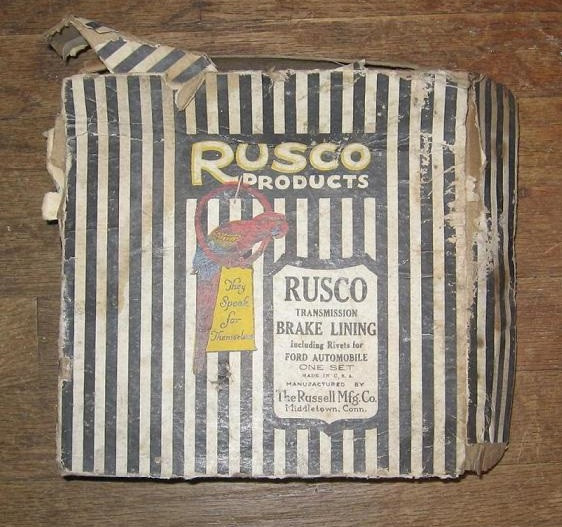 RUSCO
PRODUCTS
They
Speak
for
Themselves
RUSCO
TRANSMISSION
BRAKE LINING
including Rivets for
FORD AUTOMOBILE
ONE SET
MADE IN U.S.A.
MANUFACTURED BY
The Russell Mfg. Co.
Middletown, Conn.